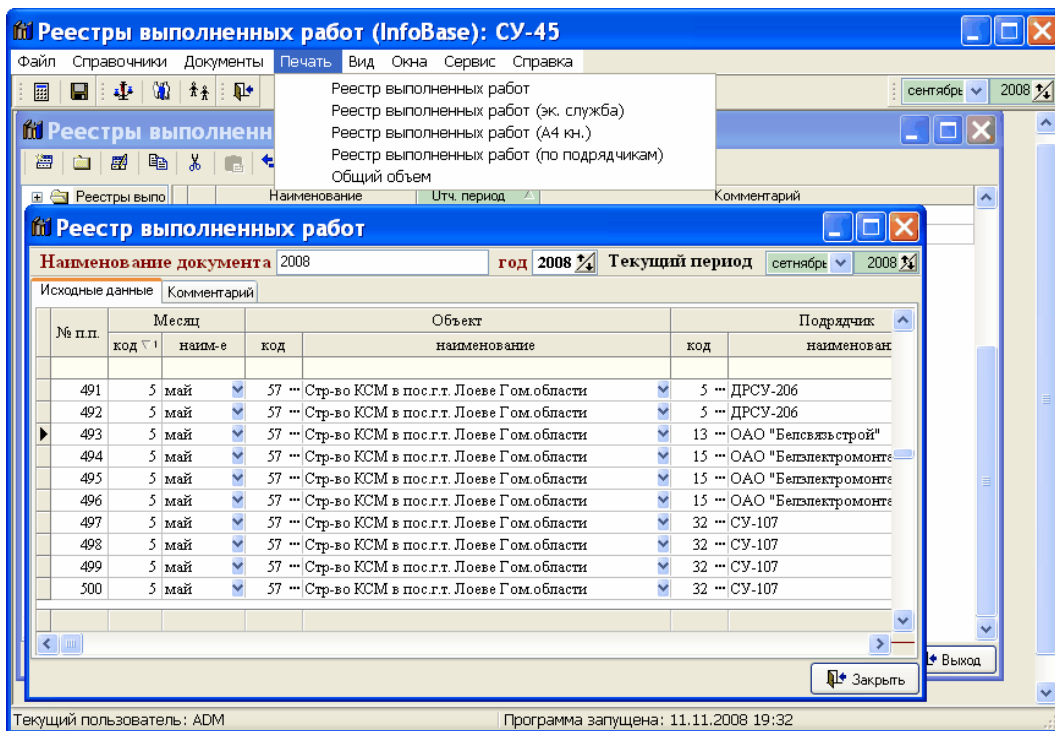 Реестры выполненных работ (InfoBase): СУ-45
Файл Справочники Документы Печать Вид Окна Сервис Справка
Реестр выполненных работ
Реестр выполненных работ (эк. служба)
Реестр выполненных работ (А4 кн.)
Реестр выполненных работ (по подрядчикам)
Общий объем
сентябрь 2008
Реестры выполненн
Реестры выпо Наименование Утч. период Комментарий
Реестр выполненных работ
Наименование документа 2008 год 2008 Текущий период сетнябрь 2008
Исходные данные Комментарий
№ п.п. Месяц Объект Подрядчик
код наим-е код наименование код наименован
491 5 май 57 ... Стр-во КСМ в пос.г.т. Лоеве Гом.области 5 ... ДРСУ-206
492 5 май 57 ... Стр-во КСМ в пос.г.т. Лоеве Гом.области 5 ... ДРСУ-206
493 5 май 57 ... Стр-во КСМ в пос.г.т. Лоеве Гом.области 13 ... ОАО "Белсвязьстрой"
494 5 май 57 ... Стр-во КСМ в пос.г.т. Лоеве Гом.области 15 ... ОАО "Белэлектромонта
495 5 май 57 ... Стр-во КСМ в пос.г.т. Лоеве Гом.области 15 ... ОАО "Белэлектромонта
496 5 май 57 ... Стр-во КСМ в пос.г.т. Лоеве Гом.области 15 ... ОАО "Белэлектромонта
497 5 май 57 ... Стр-во КСМ в пос.г.т. Лоеве Гом.области 32 ... СУ-107
498 5 май 57 ... Стр-во КСМ в пос.г.т. Лоеве Гом.области 32 ... СУ-107
499 5 май 57 ... Стр-во КСМ в пос.г.т. Лоеве Гом.области 32 ... СУ-107
500 5 май 57 ... Стр-во КСМ в пос.г.т. Лоеве Гом.области 32 ... СУ-107
Выход
Закрыть
Текущий пользователь: ADM Программа запущена: 11.11.2008 19:32